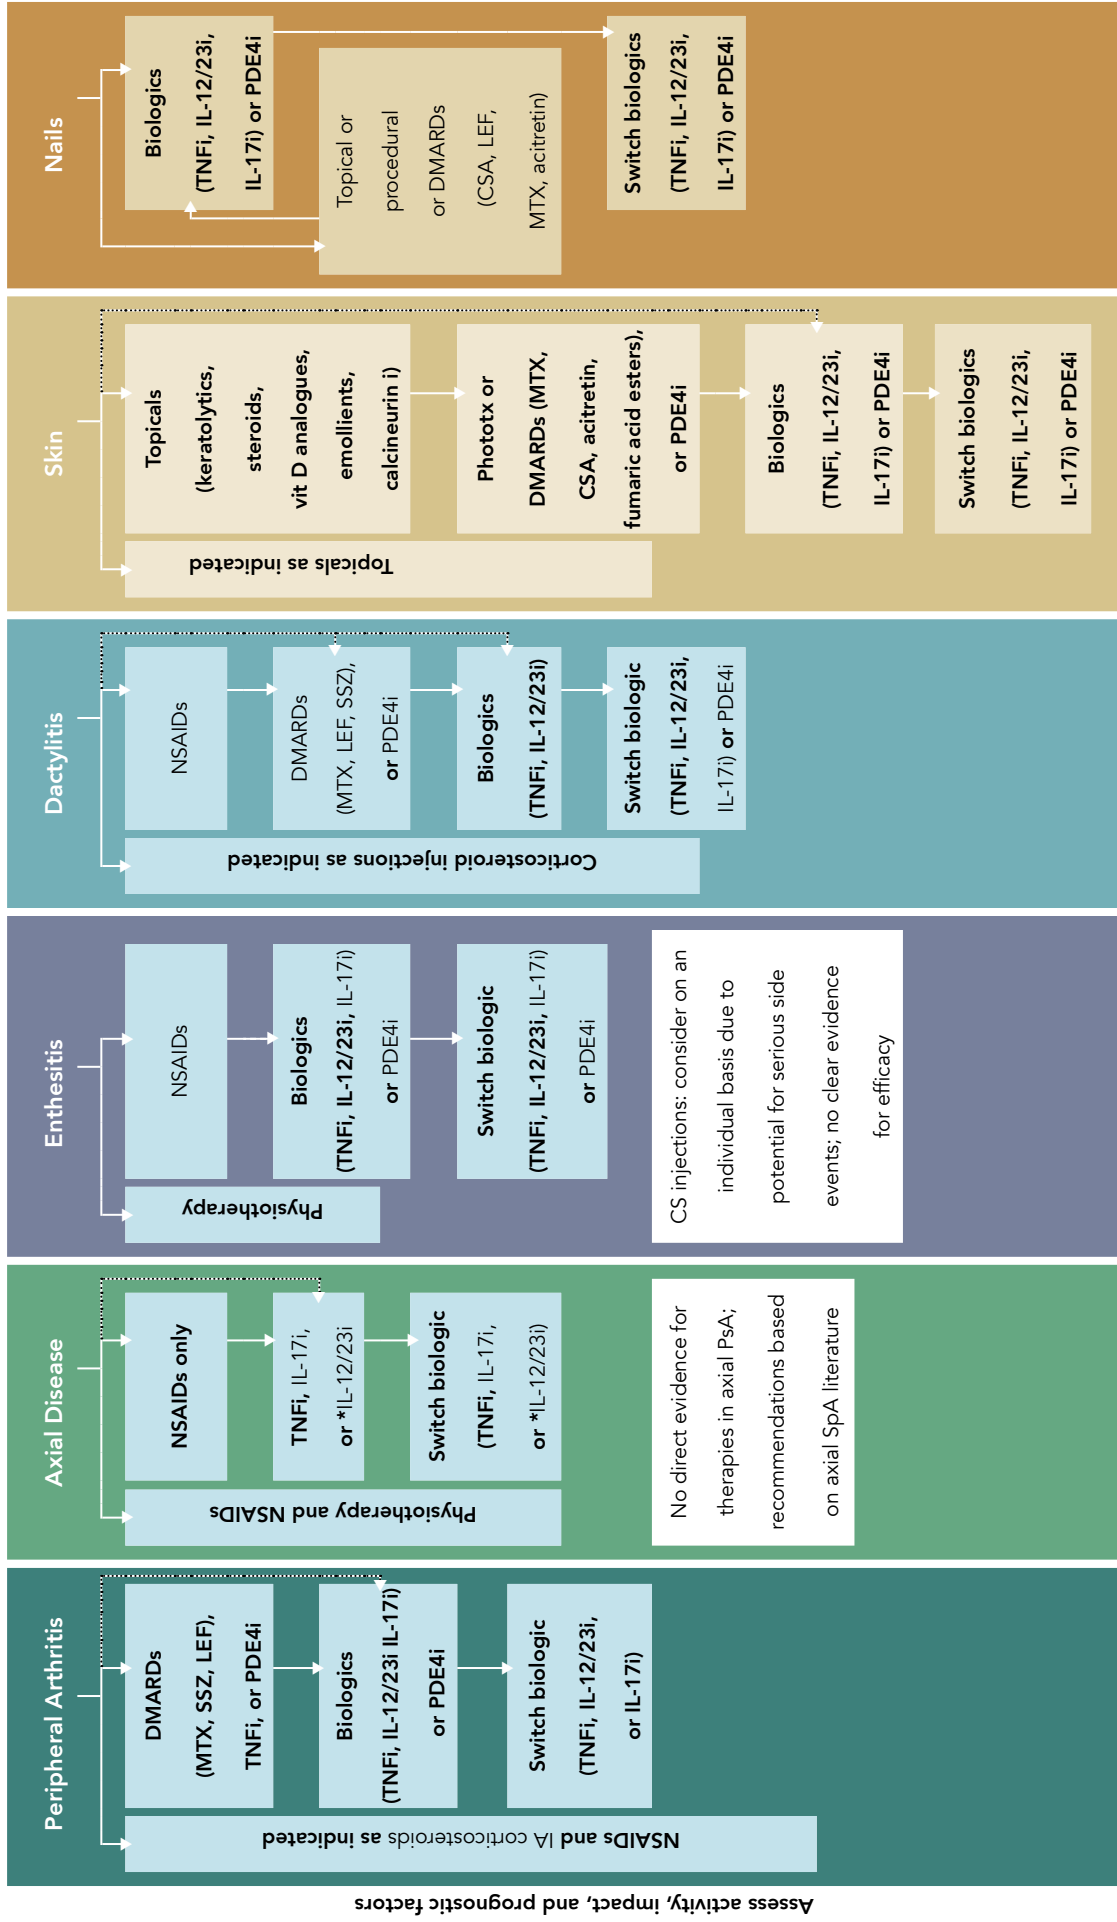 Assess activity, impact, and prognostic factors
Peripheral Arthritis
NSAIDs and IA corticosteroids as indicated
DMARDs
(MTX, SSZ, LEF),
TNFi, or PDE4i
Biologics
(TNFi, IL-12/23i IL-17i)
or PDE4i
Switch biologic
(TNFi, IL-12/23i,
or IL-17i)
Axial Disease
Physiotherapy and NSAIDs
NSAIDs only
TNFi, IL-17i,
or *IL-12/23i
Switch biologic
(TNFi, IL-17i,
or *IL-12/23i)
No direct evidence for
therapies in axial PsA;
recommendations based
on axial SpA literature
Enthesitis
Physiotherapy
NSAIDs
Biologics
(TNFi, IL-12/23i, IL-17i)
or PDE4i
Switch biologic
(TNFi, IL-12/23i, IL-17i)
or PDE4i
CS injections: consider on an
individual basis due to
potential for serious side
events; no clear evidence
for efficacy
Dactylitis
Corticosteroid injections as indicated
NSAIDs
DMARDs
(MTX, LEF, SSZ),
or PDE4i
Biologics
(TNFi, IL-12/23i)
Switch biologic
(TNFi, IL-12/23i,
IL-17i) or PDE4i
Skin
Topicals as indicated
Topicals
(keratolytics,
steroids,
vit D analogues,
emollients,
calcineurin i)
Phototx or
DMARDs (MTX,
CSA, acitretin,
fumaric acid esters),
or PDE4i
Biologics
(TNFi, IL-12/23i,
IL-17i) or PDE4i
Switch biologics
(TNFi, IL-12/23i,
IL-17i) or PDE4i
Nails
Topical or
procedural
or DMARDs
(CSA, LEF,
MTX, acitretin)
Biologics
(TNFi, IL-12/23i,
IL-17i) or PDE4i
Switch biologics
(TNFi, IL-12/23i,
IL-17i) or PDE4i